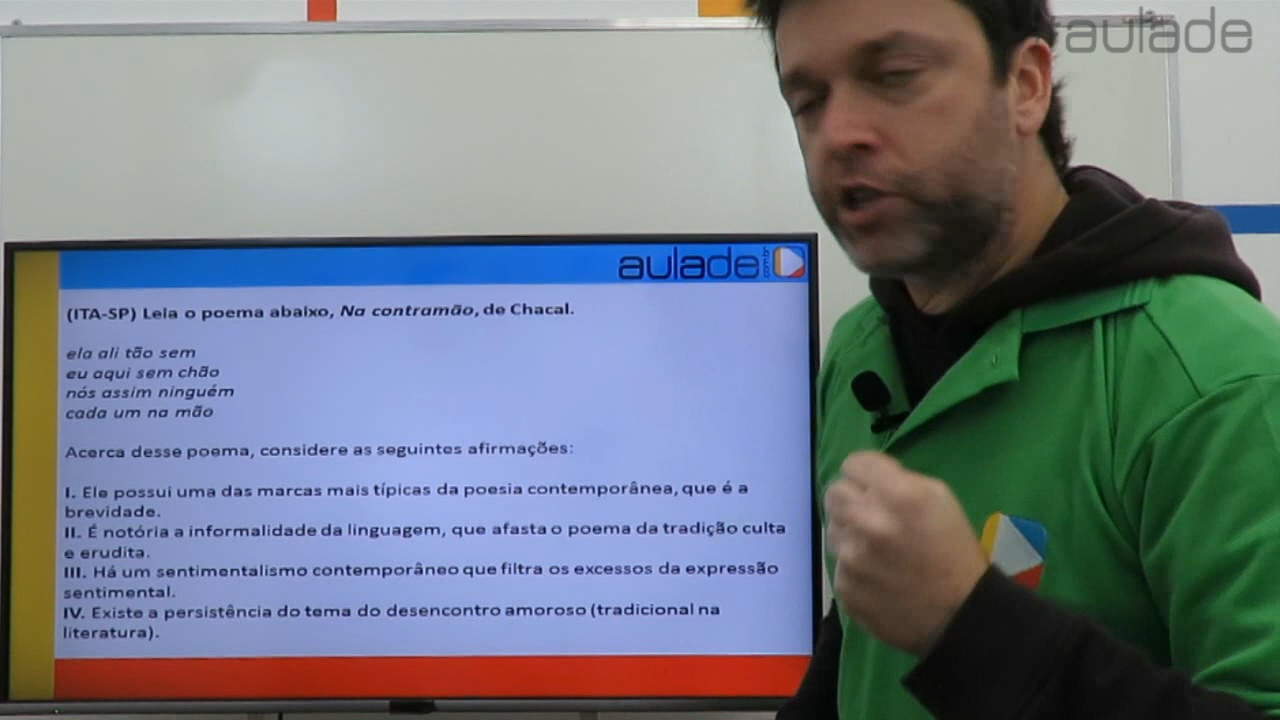 aulade
aulade.com.br
(ITA-SP) Leia o poema abaixo, Na contramão, de Chacal.
ela ali tão sem
eu aqui sem chão
nós assim ninguém
cada um na mão
Acerca desse poema, considere as seguintes afirmações:
I. Ele possui uma das marcas mais típicas da poesia contemporânea, que é a
brevidade.
II. É notória a informalidade da linguagem, que afasta o poema da tradição culta
e erudita.
III. Há um sentimentalismo contemporâneo que filtra os excessos da expressão
sentimental.
IV. Existe a persistência do tema do desencontro amoroso (tradicional na
literatura).